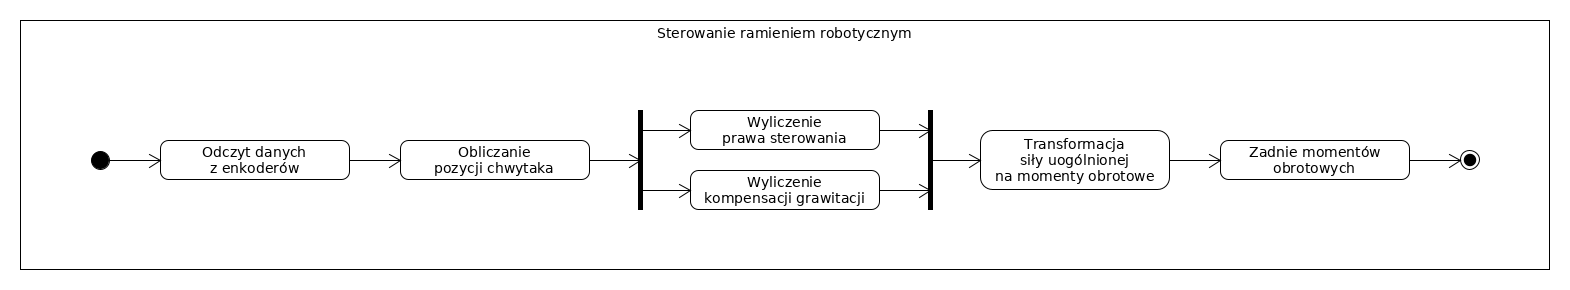 Sterowanie ramieniem robotycznym
Odczyt danych
z enkoderów
Obliczanie
pozycji chwytaka
Wyliczenie
prawa sterowania
Wyliczenie
kompensacji grawitacji
Transformacja
siły uogólnionej
na momenty obrotowe
Zadnie momentów
obrotowych